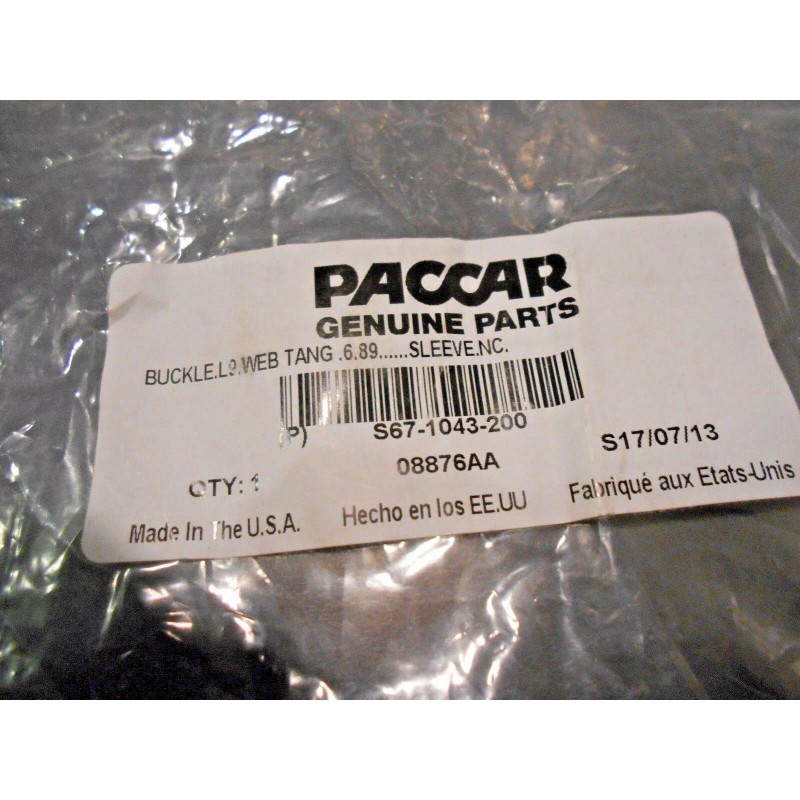 PACCAR
GENUINE PARTS
BUCKLE.L9.WEB TANG .6.89......SLEEVE.NC.
(P) S67-1043-200
QTY: 1 08876AA S17/07/13
Made In The U.S.A. Hecho en los EE.UU Fabriqué aux Etats-Unis